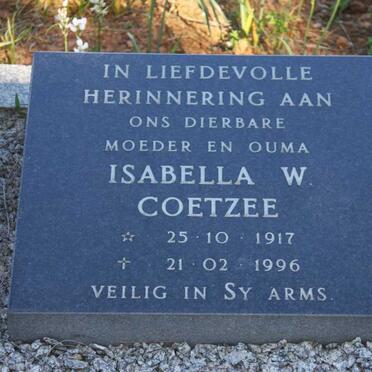 IN LIEFDEVOLLE
HERINNERING AAN
ONS DIERBARE
MOEDER EN OUMA
ISABELLA W.
COETZEE
☆ 25·10·1917
✝ 21·02·1996
VEILIG IN SY ARMS.